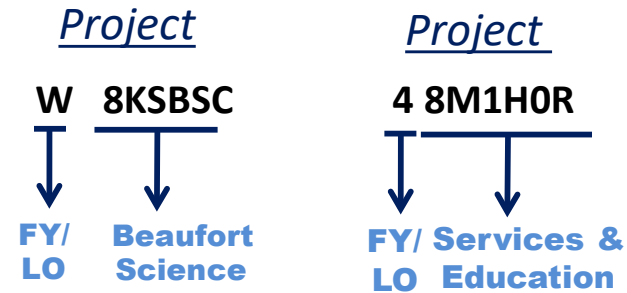 Project Project
W 8KSBSC 4 8M1H0R
FY/ Beaufort FY/ Services &
LO Science LO Education